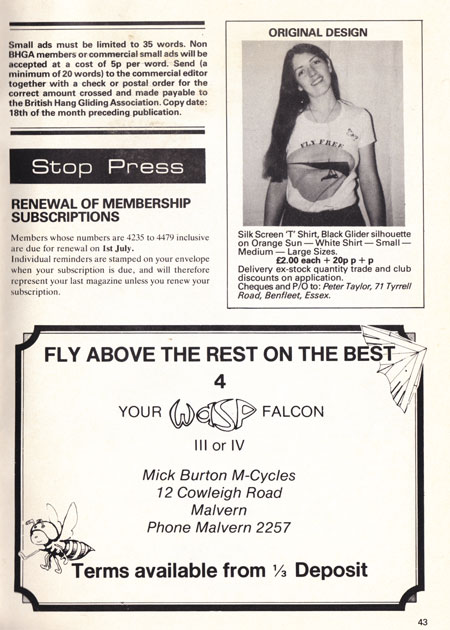 Small ads must be limited to 35 words. Non
BHGA members or commercial small ads will be
accepted at a cost of 5p per word. Send (a
minimum of 20 words) to the commercial editor
together with a check or postal order for the
correct amount crossed and made payable to
the British Hang Gliding Association. Copy date:
18th of the month preceding publication.
Stop Press
RENEWAL OF MEMBERSHIP
SUBSCRIPTIONS
Members whose numbers are 4235 to 4479 inclusive
are due for renewal on 1st July.
Individual reminders are stamped on your envelope
when your subscription is due, and will therefore
represent your last magazine unless you renew your
subscription.
ORIGINAL DESIGN
FLY FREE
Silk Screen 'T' Shirt, Black Glider silhouette
on Orange Sun — White Shirt — Small —
Medium — Large Sizes.
£2.00 each + 20p p + p
Delivery ex-stock quantity trade and club
discounts on application.
Cheques and P/O to: Peter Taylor, 71 Tyrrell
Road, Benfleet, Essex.
FLY ABOVE THE REST ON THE BEST
4
YOUR WASP FALCON
III or IV
Mick Burton M-Cycles
12 Cowleigh Road
Malvern
Phone Malvern 2257
Terms available from ⅓ Deposit
43